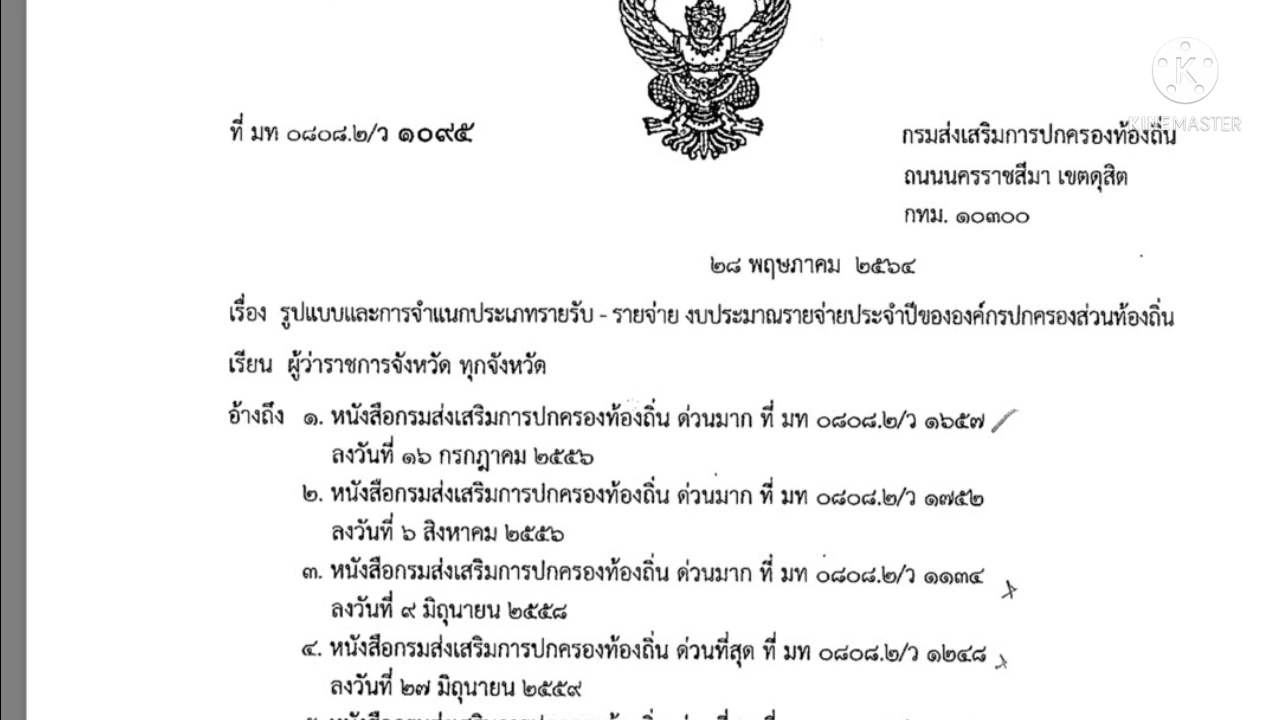 KINEMASTER
ที่ มท ๐๘๐๘.๒/ว ๑๐๙๕
กรมส่งเสริมการปกครองท้องถิ่น
ถนนนครราชสีมา เขตดุสิต
กทม. ๑๐๓๐๐
๒๘ พฤษภาคม ๒๕๖๔
เรื่อง รูปแบบและการจำแนกประเภทรายรับ - รายจ่าย งบประมาณรายจ่ายประจำปีขององค์กรปกครองส่วนท้องถิ่น
เรียน ผู้ว่าราชการจังหวัด ทุกจังหวัด
อ้างถึง ๑. หนังสือกรมส่งเสริมการปกครองท้องถิ่น ด่วนมาก ที่ มท ๐๘๐๘.๒/ว ๑๖๕๗
ลงวันที่ ๑๖ กรกฎาคม ๒๕๕๖
๒. หนังสือกรมส่งเสริมการปกครองท้องถิ่น ด่วนมาก ที่ มท ๐๘๐๘.๒/ว ๑๗๕๒
ลงวันที่ ๖ สิงหาคม ๒๕๕๖
๓. หนังสือกรมส่งเสริมการปกครองท้องถิ่น ด่วนมาก ที่ มท ๐๘๐๘.๒/ว ๑๑๓๔
ลงวันที่ ๙ มิถุนายน ๒๕๕๘
๔. หนังสือกรมส่งเสริมการปกครองท้องถิ่น ด่วนที่สุด ที่ มท ๐๘๐๘.๒/ว ๑๒๔๘
ลงวันที่ ๒๗ มิถุนายน ๒๕๕๙